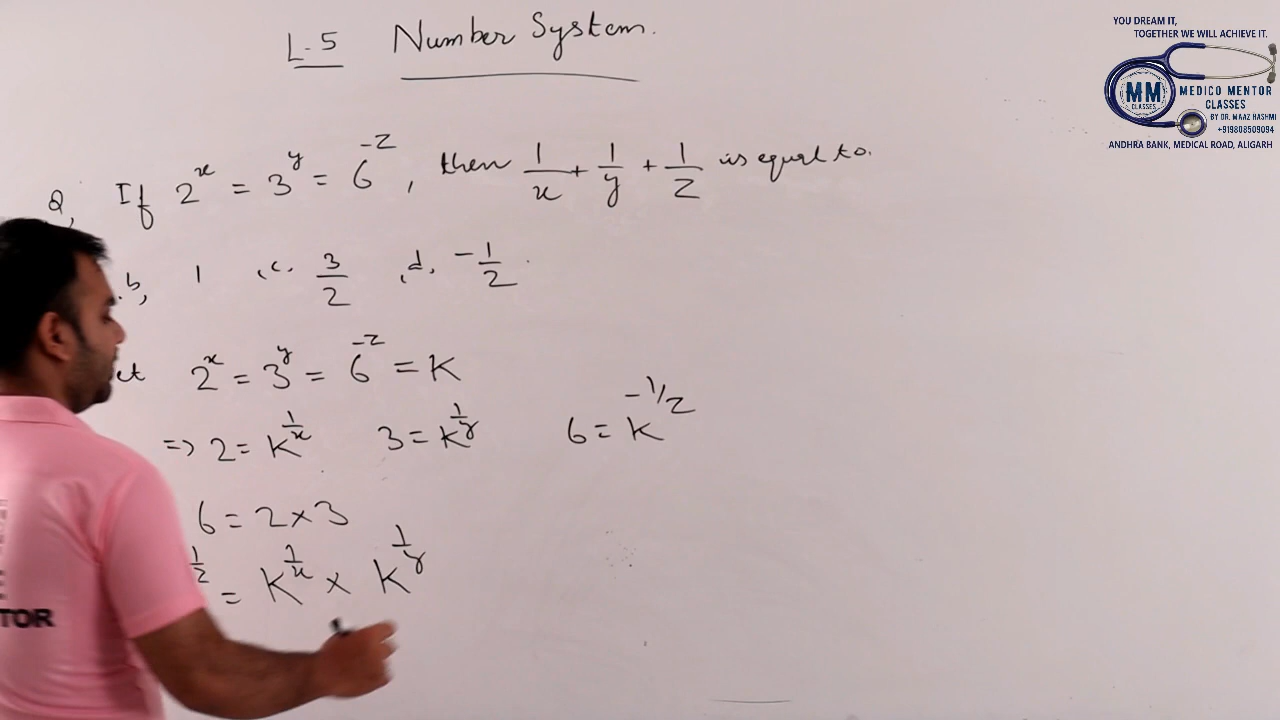 L-5 Number System.
YOU DREAM IT,
TOGETHER WE WILL ACHIEVE IT.
MM
CLASSES
MEDICO MENTOR
CLASSES
BY DR. MAAZ HASHMI
+919808509094
ANDHRA BANK, MEDICAL ROAD, ALIGARH
Q, If 2^x = 3^y = 6^-z, then 1/x + 1/y + 1/z is equal to.
b, 1 ,c. 3/2 ,d. -1/2.
2^x = 3^y = 6^-z = K
=> 2 = K^1/x 3 = K^1/y 6 = K^-1/z
6 = 2 × 3
1/z = K^1/x × K^1/y
TOR